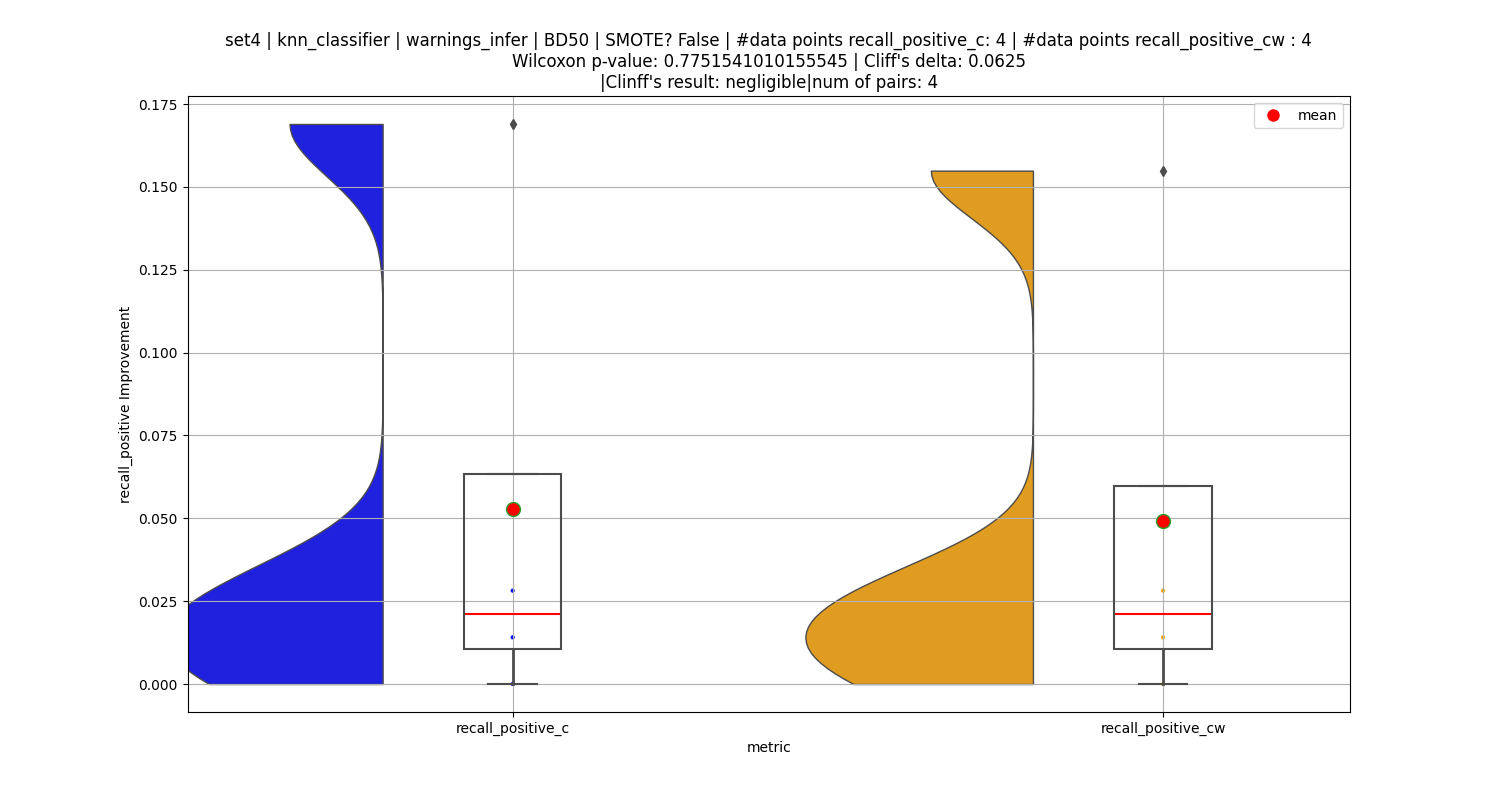 set4 | knn_classifier | warnings_infer | BD50 | SMOTE? False | #data points recall_positive_c: 4 | #data points recall_positive_cw : 4
Wilcoxon p-value: 0.7751541010155545 | Cliff's delta: 0.0625
|Clinff's result: negligible|num of pairs: 4
mean
0.175
0.150
0.125
0.100
0.075
0.050
0.025
0.000
recall_positive Improvement
recall_positive_c
recall_positive_cw
metric